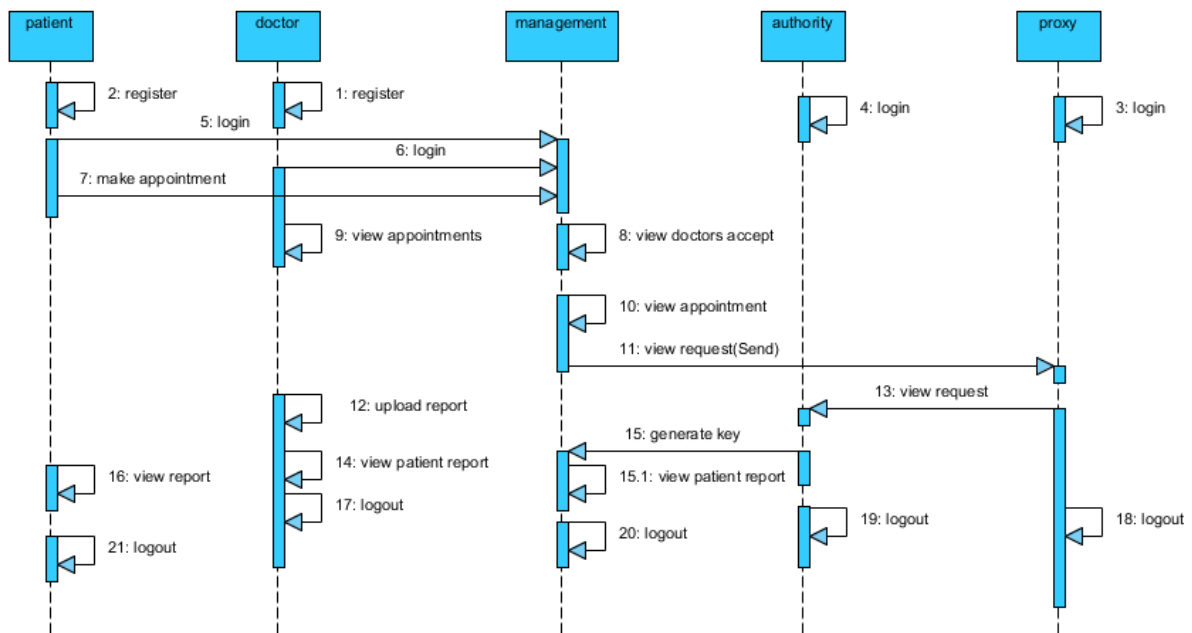 patient
doctor
management
authority
proxy
2: register
1: register
4: login
3: login
5: login
6: login
7: make appointment
9: view appointments
8: view doctors accept
10: view appointment
11: view request(Send)
13: view request
12: upload report
15: generate key
14: view patient report
16: view report
15.1: view patient report
17: logout
19: logout
18: logout
20: logout
21: logout